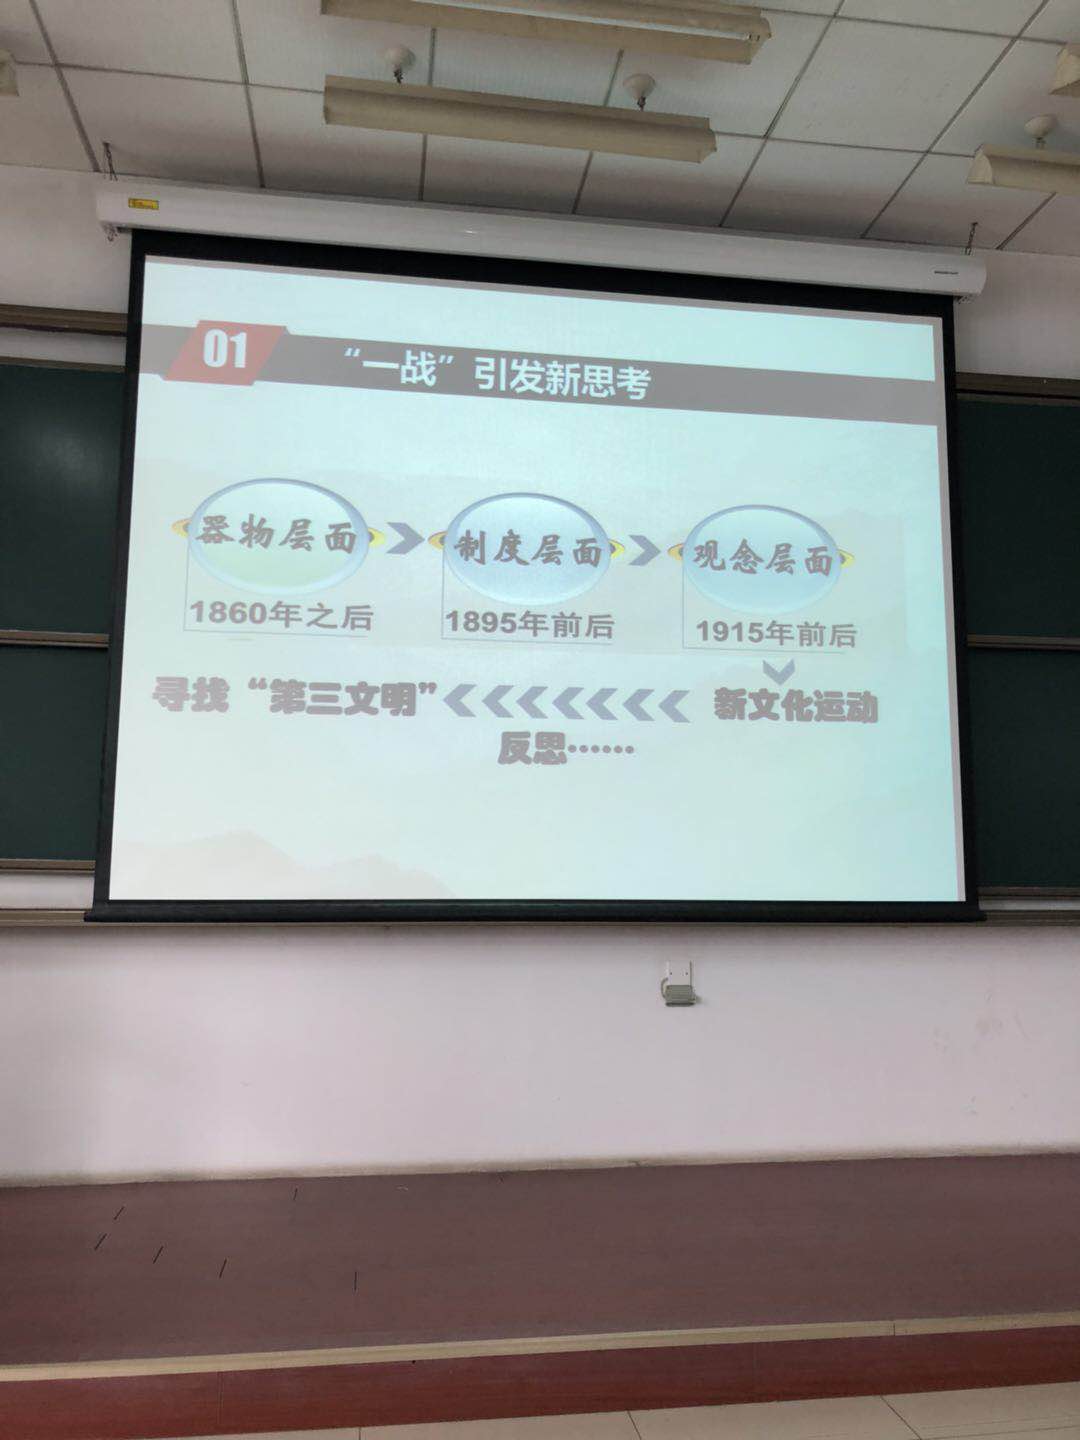 01
“一战”引发新思考
器物层面
制度层面
观念层面
1860年之后
1895年前后
1915年前后
寻找“第三文明”
新文化运动
反思……